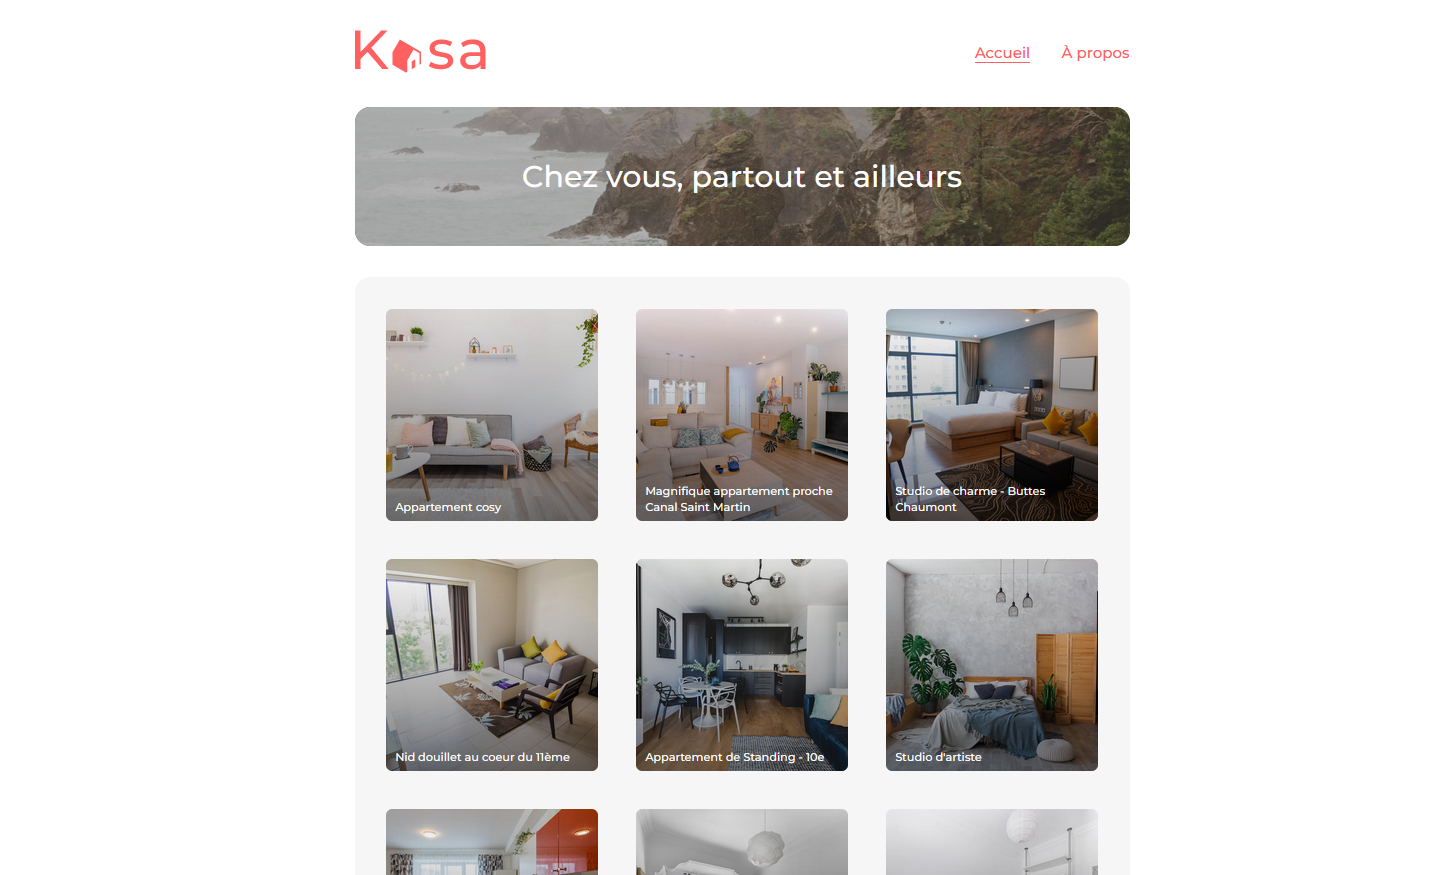 Kasa
Accueil
À propos
Chez vous, partout et ailleurs
Appartement cosy
Magnifique appartement proche
Canal Saint Martin
Studio de charme - Buttes
Chaumont
Nid douillet au coeur du 11ème
Appartement de Standing - 10e
Studio d'artiste